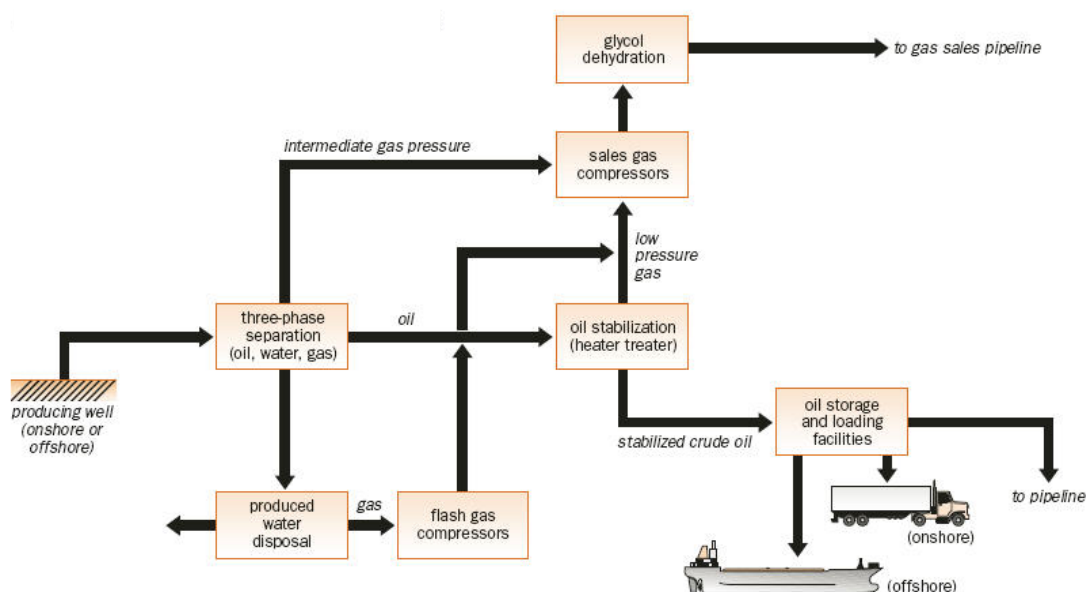 glycol
dehydration
to gas sales pipeline
intermediate gas pressure
sales gas
compressors
low
pressure
gas
three-phase
separation
(oil, water, gas)
oil
oil stabilization
(heater treater)
producing well
(onshore or
offshore)
stabilized crude oil
oil storage
and loading
facilities
to pipeline
produced
water
disposal
gas
flash gas
compressors
(onshore)
(offshore)